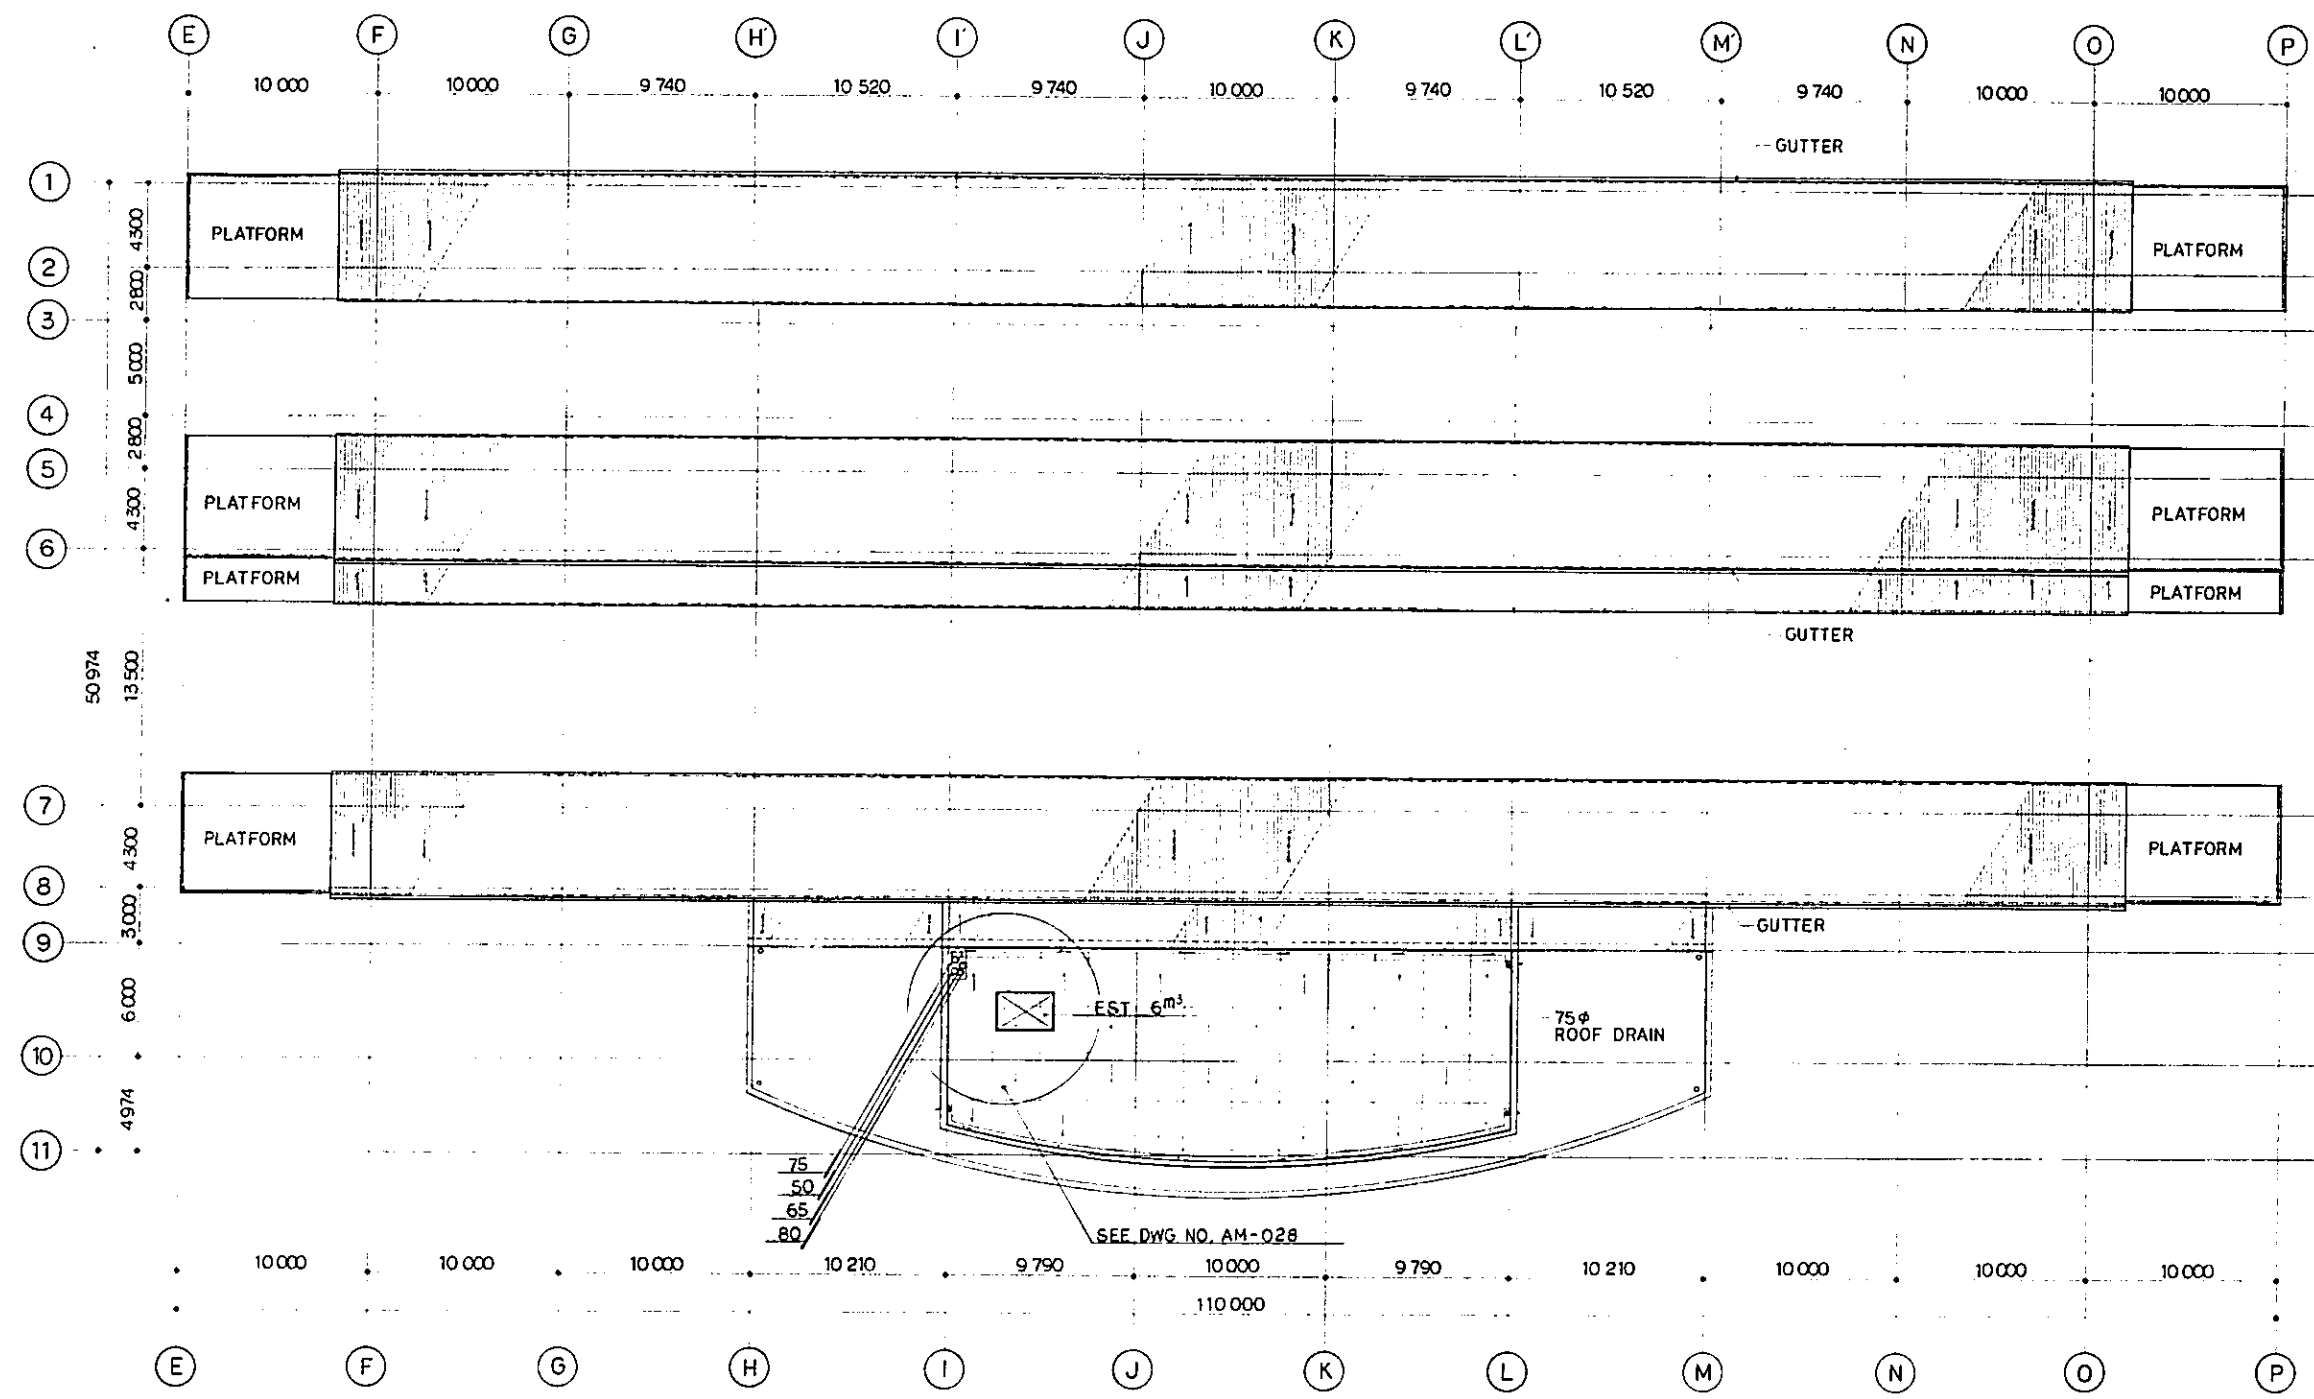 E F G H' I' J K L' M' N O P
10 000 10 000 9 740 10 520 9 740 10 000 9 740 10 520 9 740 10 000 10 000
GUTTER
1
4300
PLATFORM PLATFORM
2
2800
3
5000
4
2800
5
PLATFORM PLATFORM
4300
6
PLATFORM PLATFORM
GUTTER
50 974
13 500
7
4300
PLATFORM PLATFORM
8
3000
GUTTER
9
6 000
EST 6m³
75φ
ROOF DRAIN
10
4974
11
75
50
65
80
SEE DWG NO. AM-028
10 000 10 000 10 000 10 210 9 790 10 000 9 790 10 210 10 000 10 000 10 000
110 000
E F G H I J K L M N O P